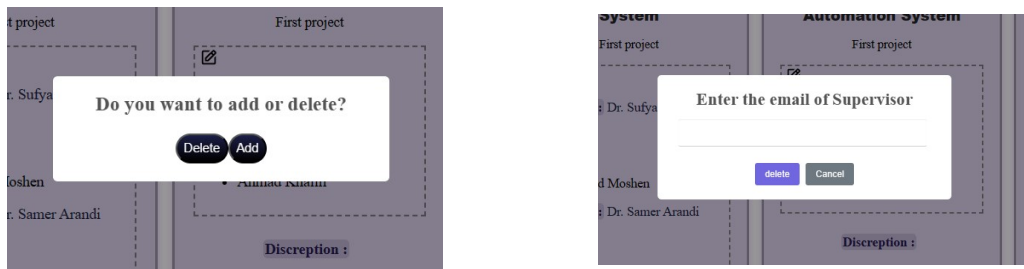 t project
First project
r. Sufya
Do you want to add or delete?
Delete Add
Ahmad Khalil
r. Samer Arandi
Discreption :
System
Automation System
First project
First project
: Dr. Sufya
Enter the email of Supervisor
delete Cancel
d Moshen
: Dr. Samer Arandi
Discreption :